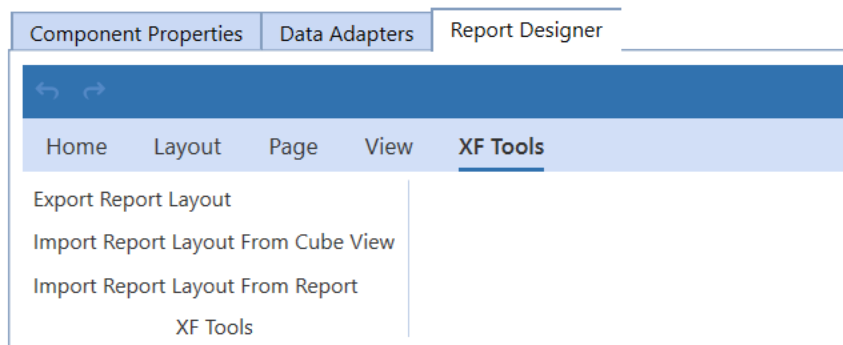 Component Properties Data Adapters Report Designer
Home Layout Page View XF Tools
Export Report Layout
Import Report Layout From Cube View
Import Report Layout From Report
XF Tools